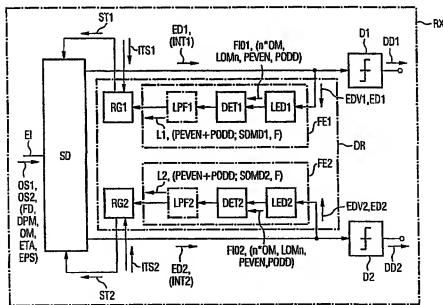 RX
ST1
ITS1
ED1, (INT1)
FI01, (n*OM, LOMn, PEVEN, PODD)
D1
DD1
EDV1, ED1
RG1
LPF1
DET1
LED1
FE1
L1, (PEVEN+PODD; SOMD1, F)
DR
EI
SD
OS1,
OS2,
(FD,
DPM,
OM,
ETA,
EPS)
L2, (PEVEN+PODD; SOMD2, F)
FE2
RG2
LPF2
DET2
LED2
EDV2, ED2
ITS2
ST2
ED2, (INT2)
FI02, (n*OM, LOMn, PEVEN, PODD)
D2
DD2